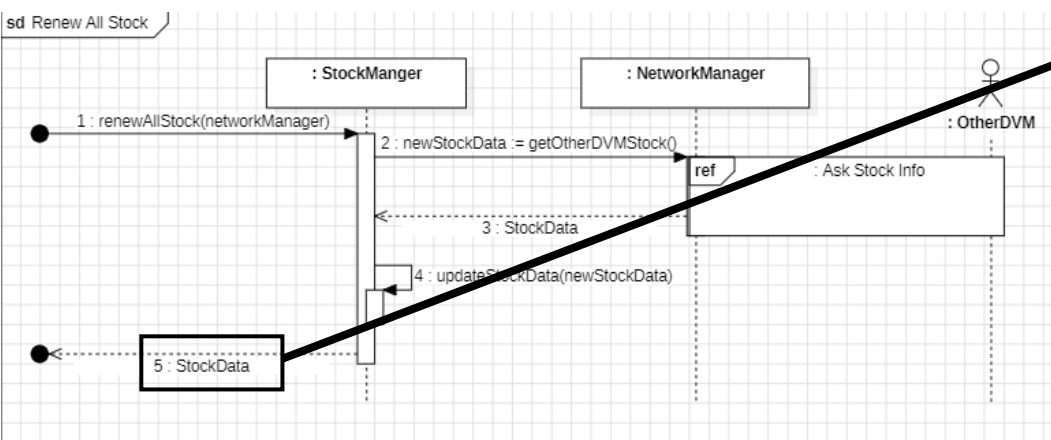 sd Renew All Stock
: StockManger
: NetworkManager
: OtherDVM
1 : renewAllStock(networkManager)
2 : newStockData := getOtherDVMStock()
ref
: Ask Stock Info
3 : StockData
4 : updateStockData(newStockData)
5 : StockData